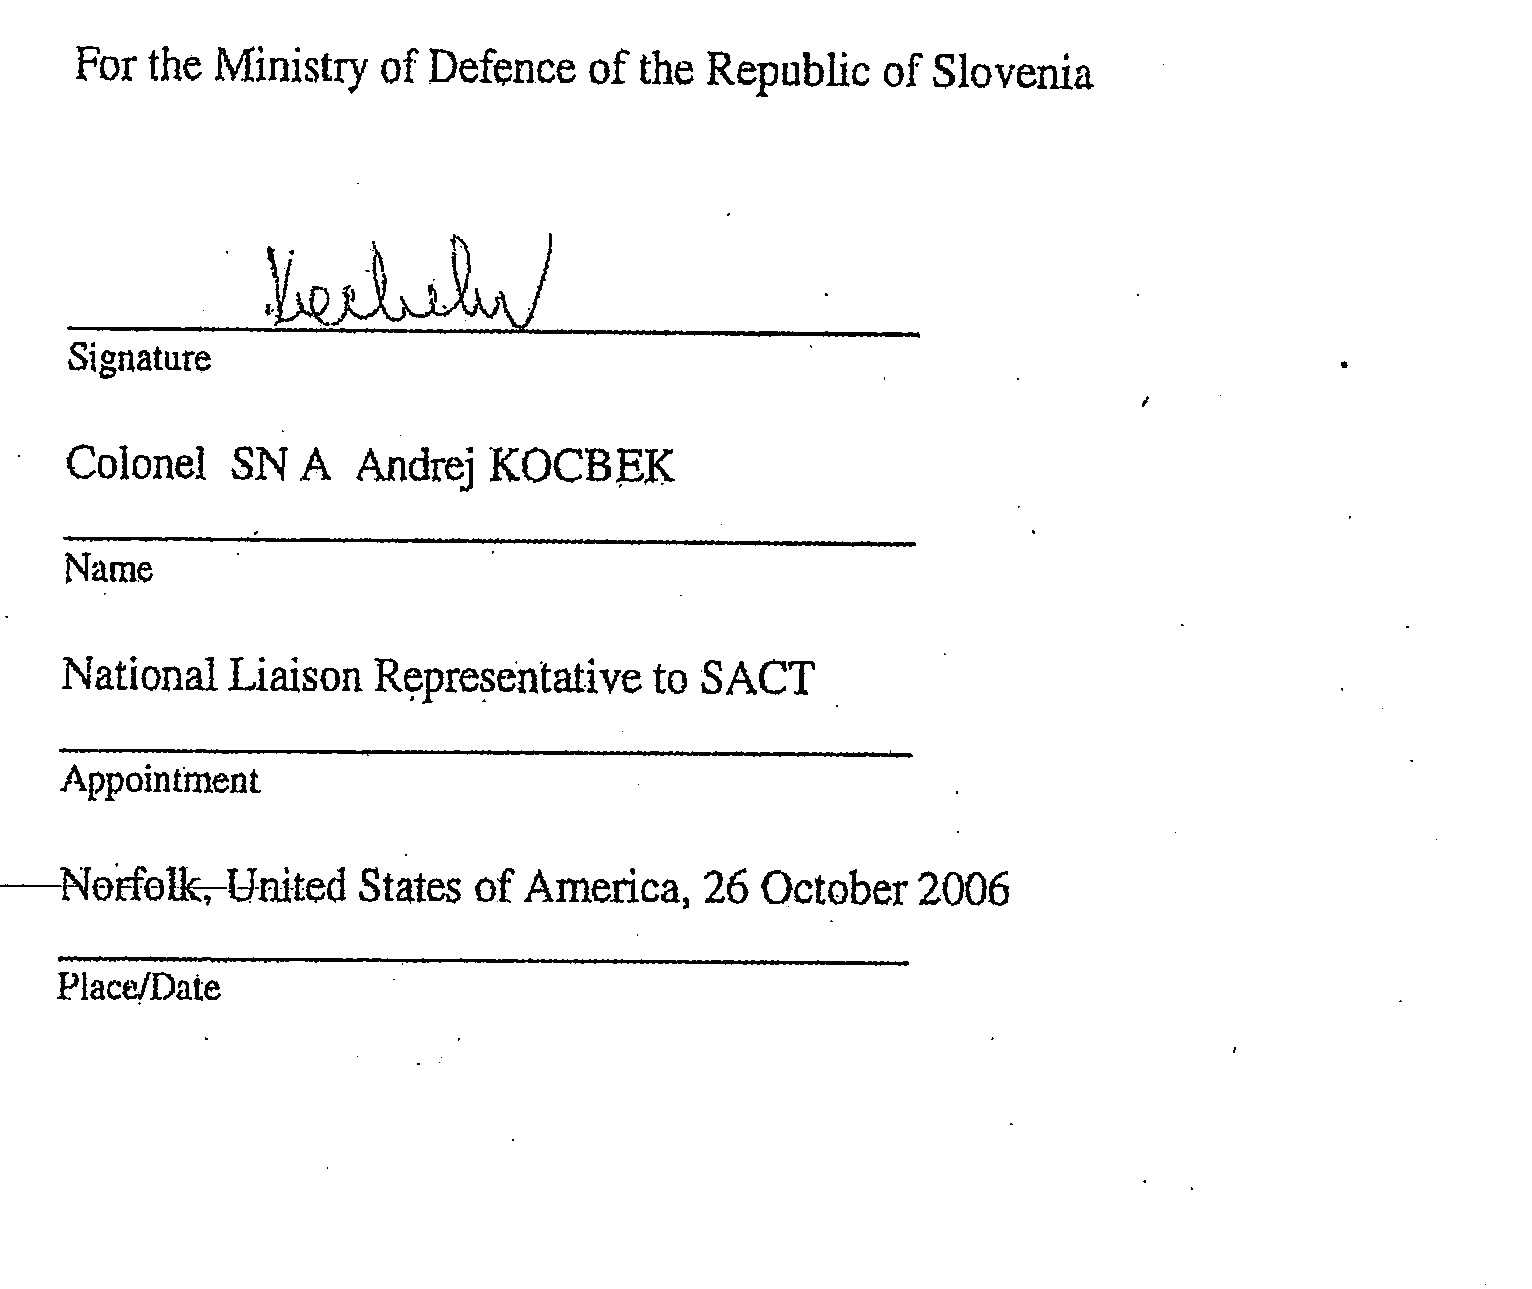 For the Ministry of Defence of the Republic of Slovenia
Signature
Colonel SN A Andrej KOCBEK
Name
National Liaison Representative to SACT
Appointment
Norfolk, United States of America, 26 October 2006
Place/Date